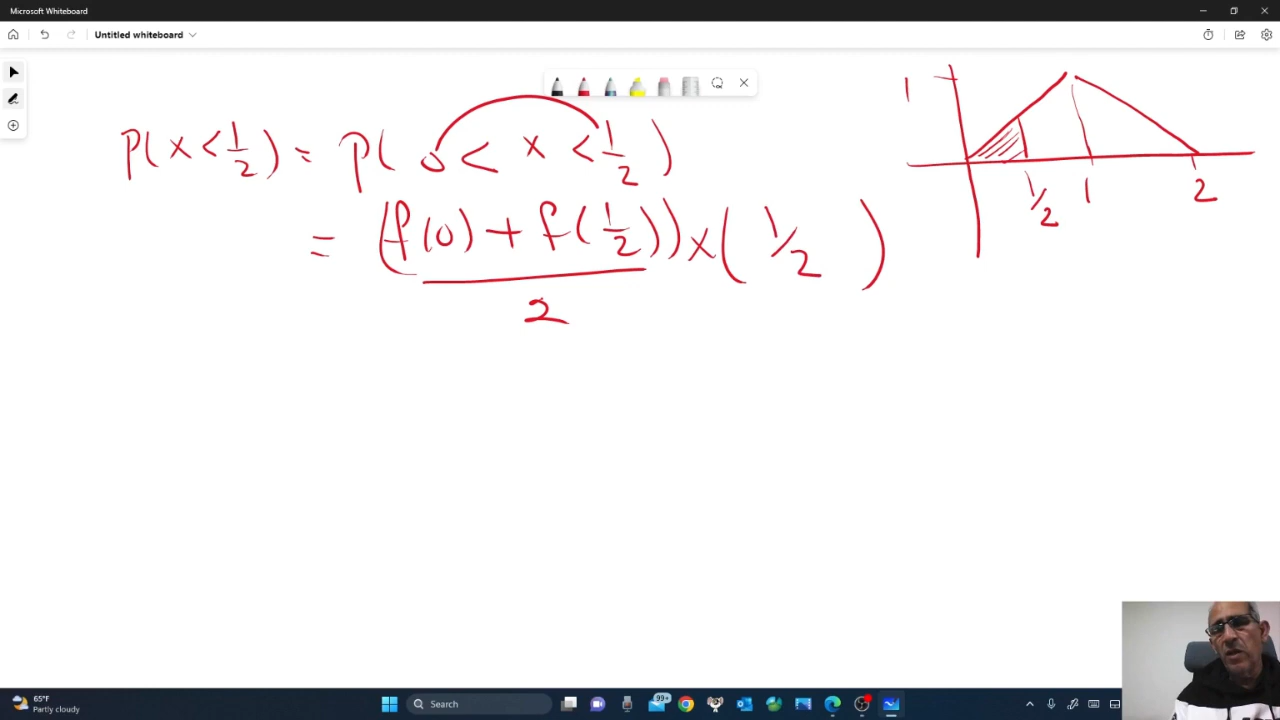 Microsoft Whiteboard
Untitled whiteboard
P(x<1/2) = P(0 < x < 1/2)
= (f(0) + f(1/2))/2 × (1/2)
1
1/2 1 2
65°F
Partly cloudy
Search
99+